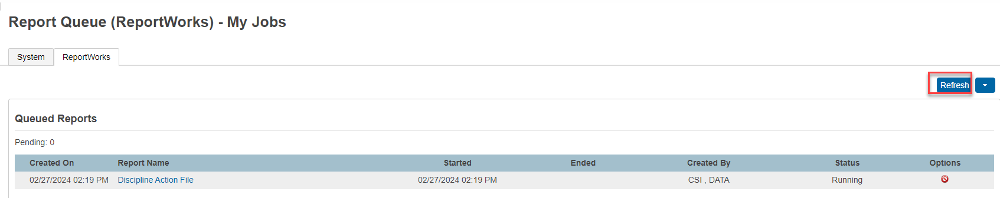 Report Queue (ReportWorks) - My Jobs
System ReportWorks
Refresh
Queued Reports
Pending: 0
Created On Report Name Started Ended Created By Status Options
02/27/2024 02:19 PM Discipline Action File 02/27/2024 02:19 PM CSI , DATA Running